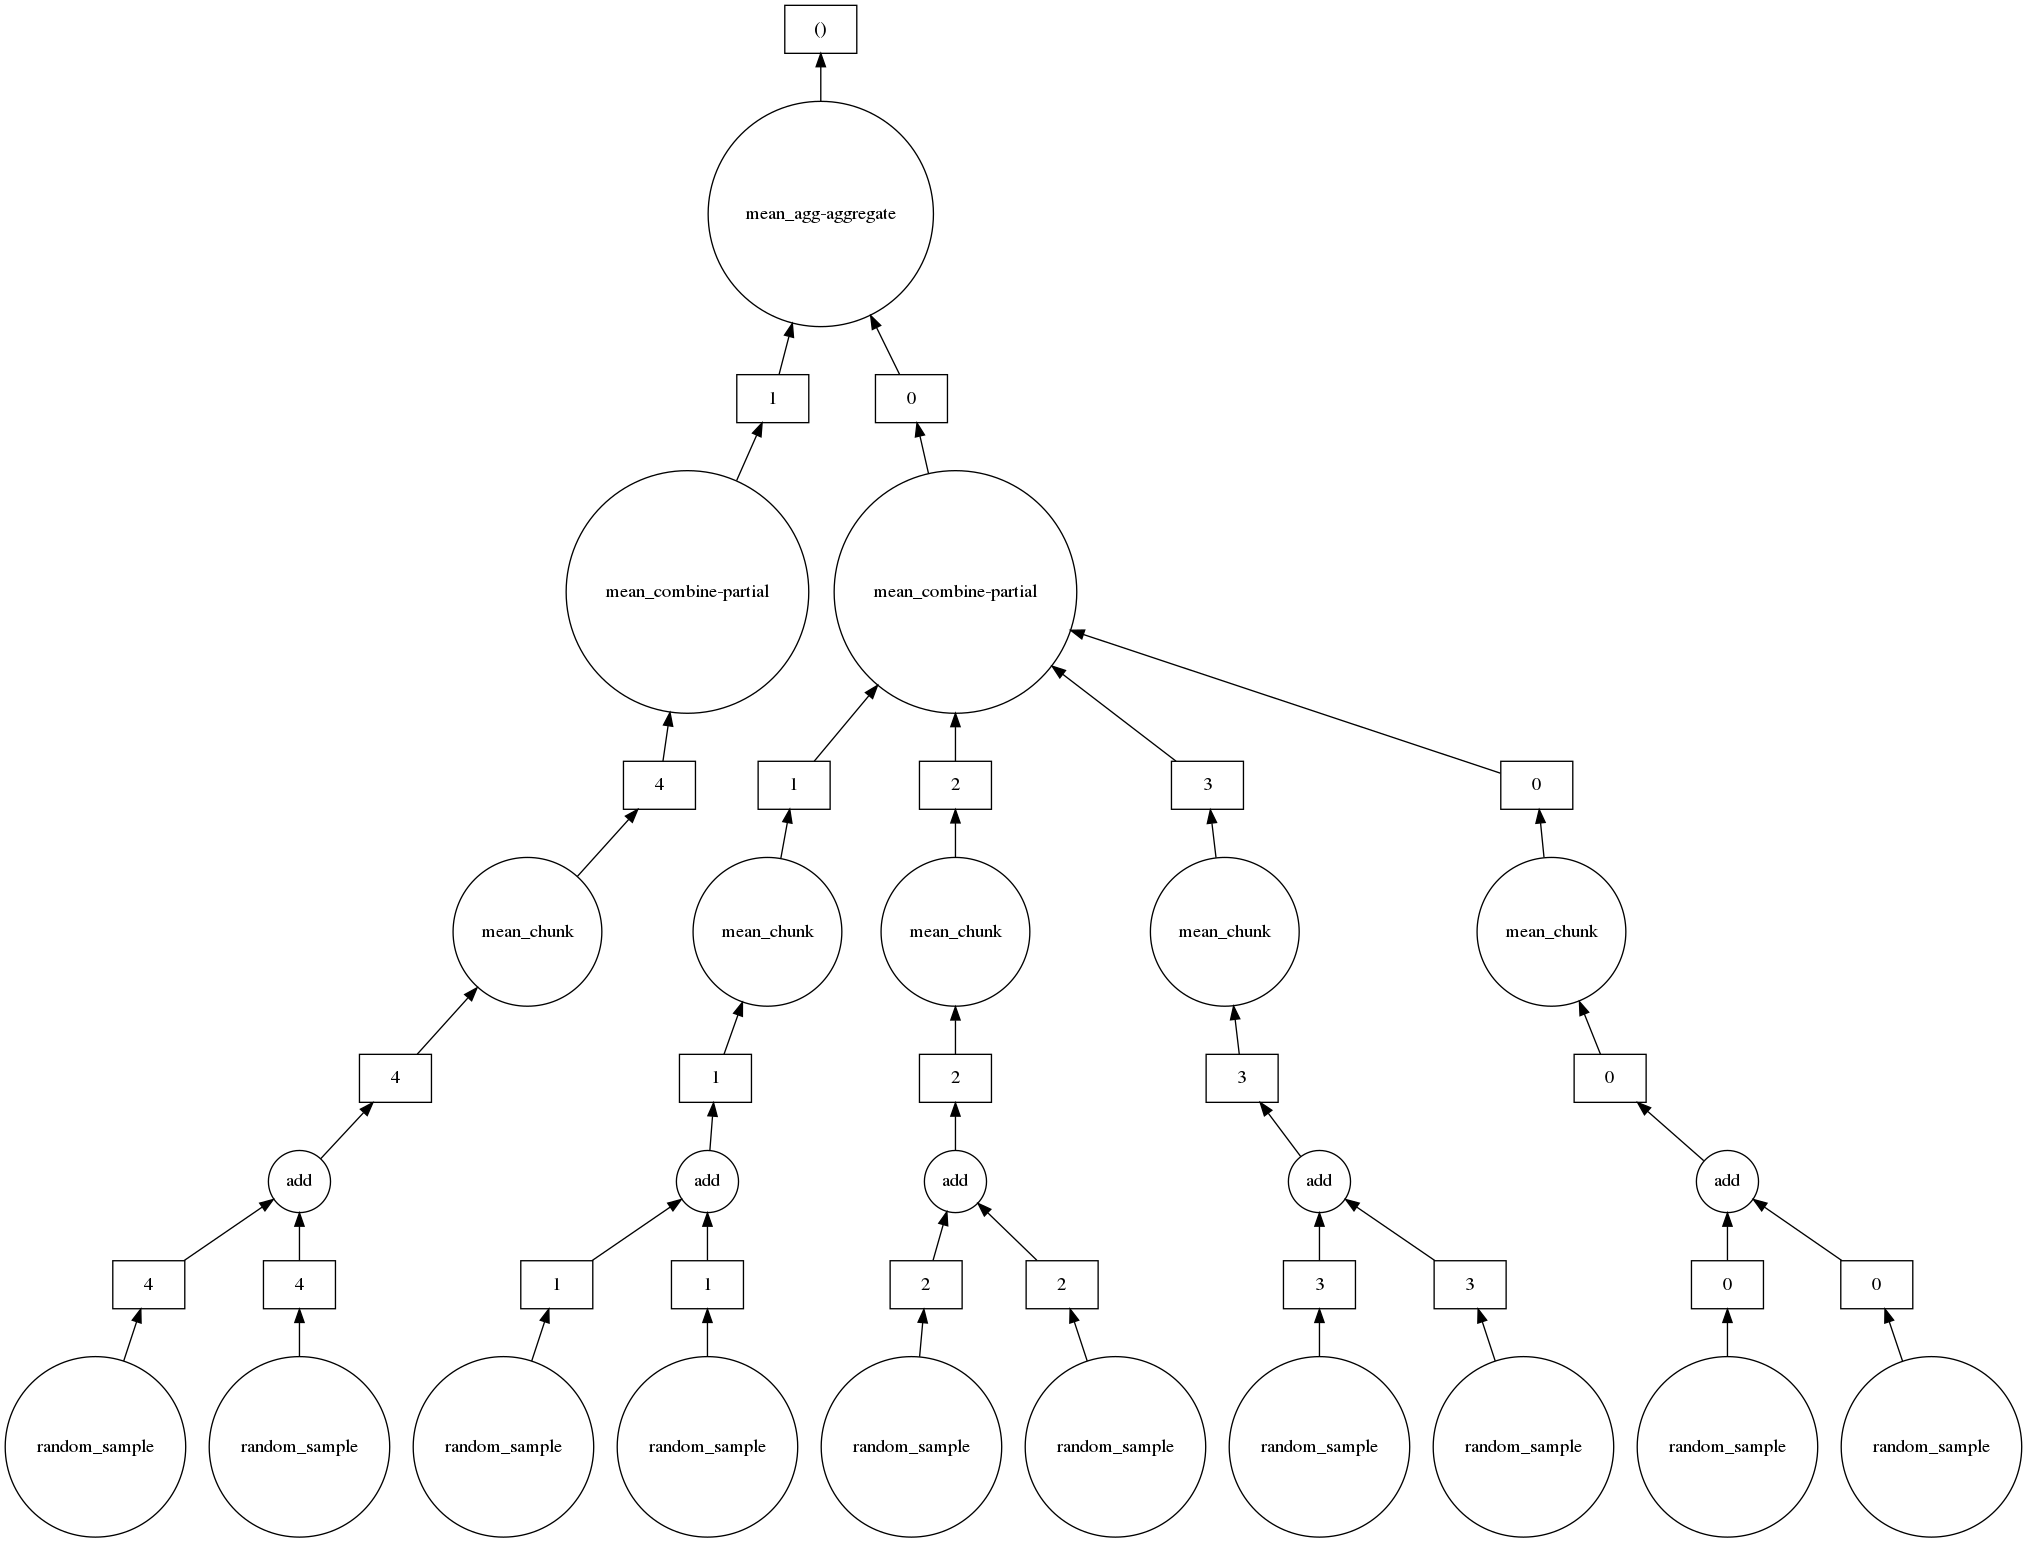 ()
mean_agg-aggregate
1 0
mean_combine-partial mean_combine-partial
4 1 2 3 0
mean_chunk mean_chunk mean_chunk mean_chunk mean_chunk
4 1 2 3 0
add add add add add
4 4 1 1 2 2 3 3 0 0
random_sample random_sample random_sample random_sample random_sample random_sample random_sample random_sample random_sample random_sample